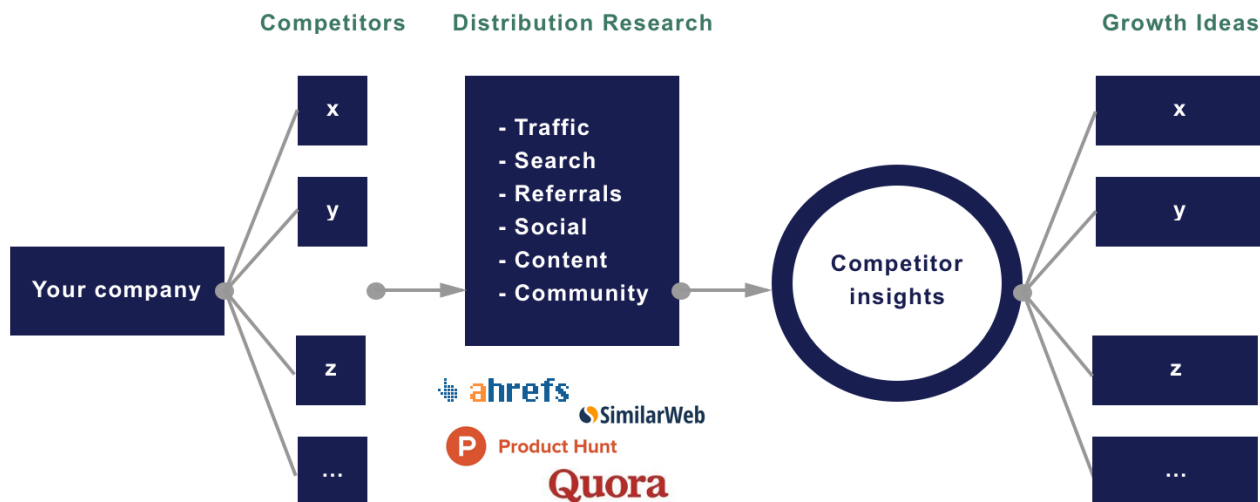 Competitors
Distribution Research
Growth Ideas
Your company
x
y
z
...
- Traffic
- Search
- Referrals
- Social
- Content
- Community
ahrefs
SimilarWeb
P Product Hunt
Quora
Competitor
insights
x
y
z
...